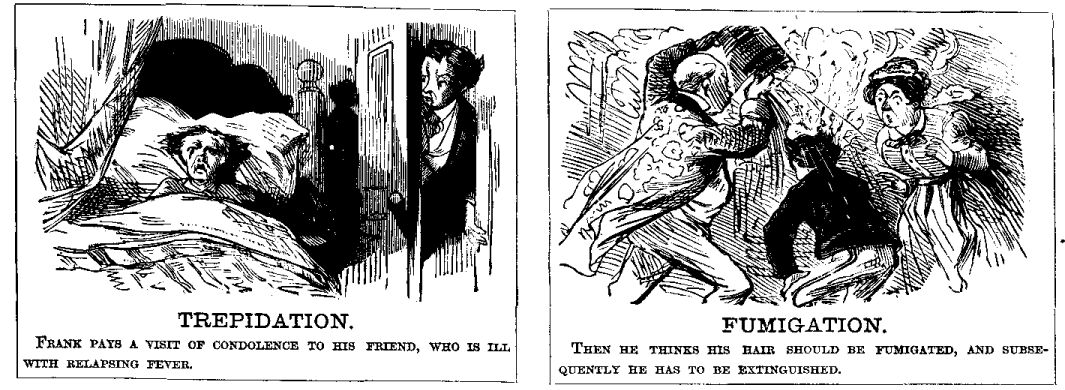 TREPIDATION.
FRANK PAYS A VISIT OF CONDOLENCE TO HIS FRIEND, WHO IS ILL
WITH RELAPSING FEVER.
FUMIGATION.
THEN HE THINKS HIS HAIR SHOULD BE FUMIGATED, AND SUBSE-
QUENTLY HE HAS TO BE EXTINGUISHED.